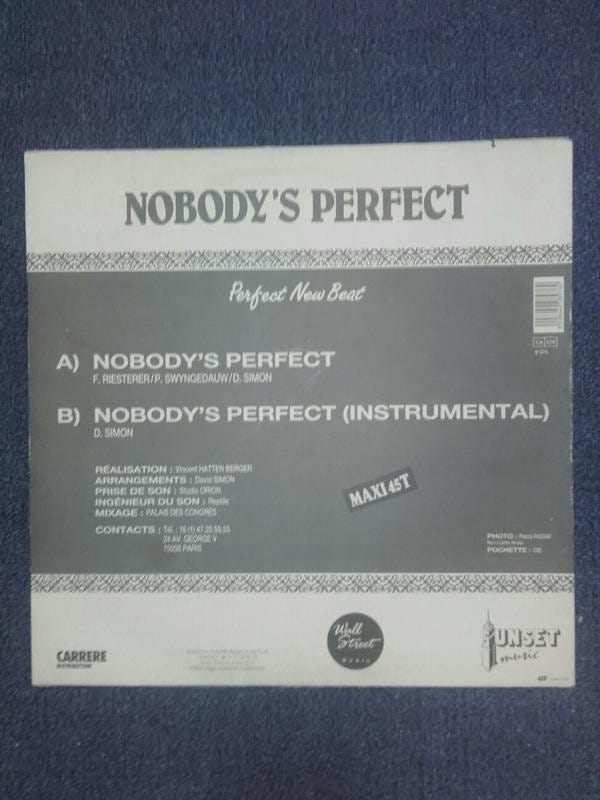 NOBODY'S PERFECT
Perfect New Beat
A) NOBODY'S PERFECT
F. RIESTERER/P. SWYNGEDAUW/D. SIMON
B) NOBODY'S PERFECT (INSTRUMENTAL)
D. SIMON
RÉALISATION : Vincent HATTEN BERGER
ARRANGEMENTS : David SIMON
PRISE DE SON : Studio ORION
INGÉNIEUR DU SON : Reptile
MIXAGE : PALAIS DES CONGRÈS
MAXI 45T
CONTACTS : Tél. : 16 (1) 47.20.55.55
24 AV. GEORGE V
75008 PARIS
PHOTO : Pascal
POCHETTE :
Wall
Street
MUSIC
SUNSET
music
CARRERE
DISTRIBUTION